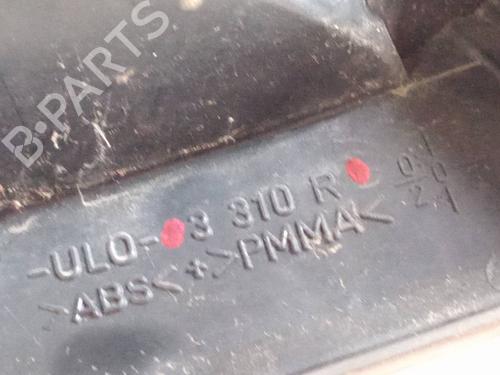 B-PARTS
-ULO- 3 310 R
>ABS<+>PMMA<